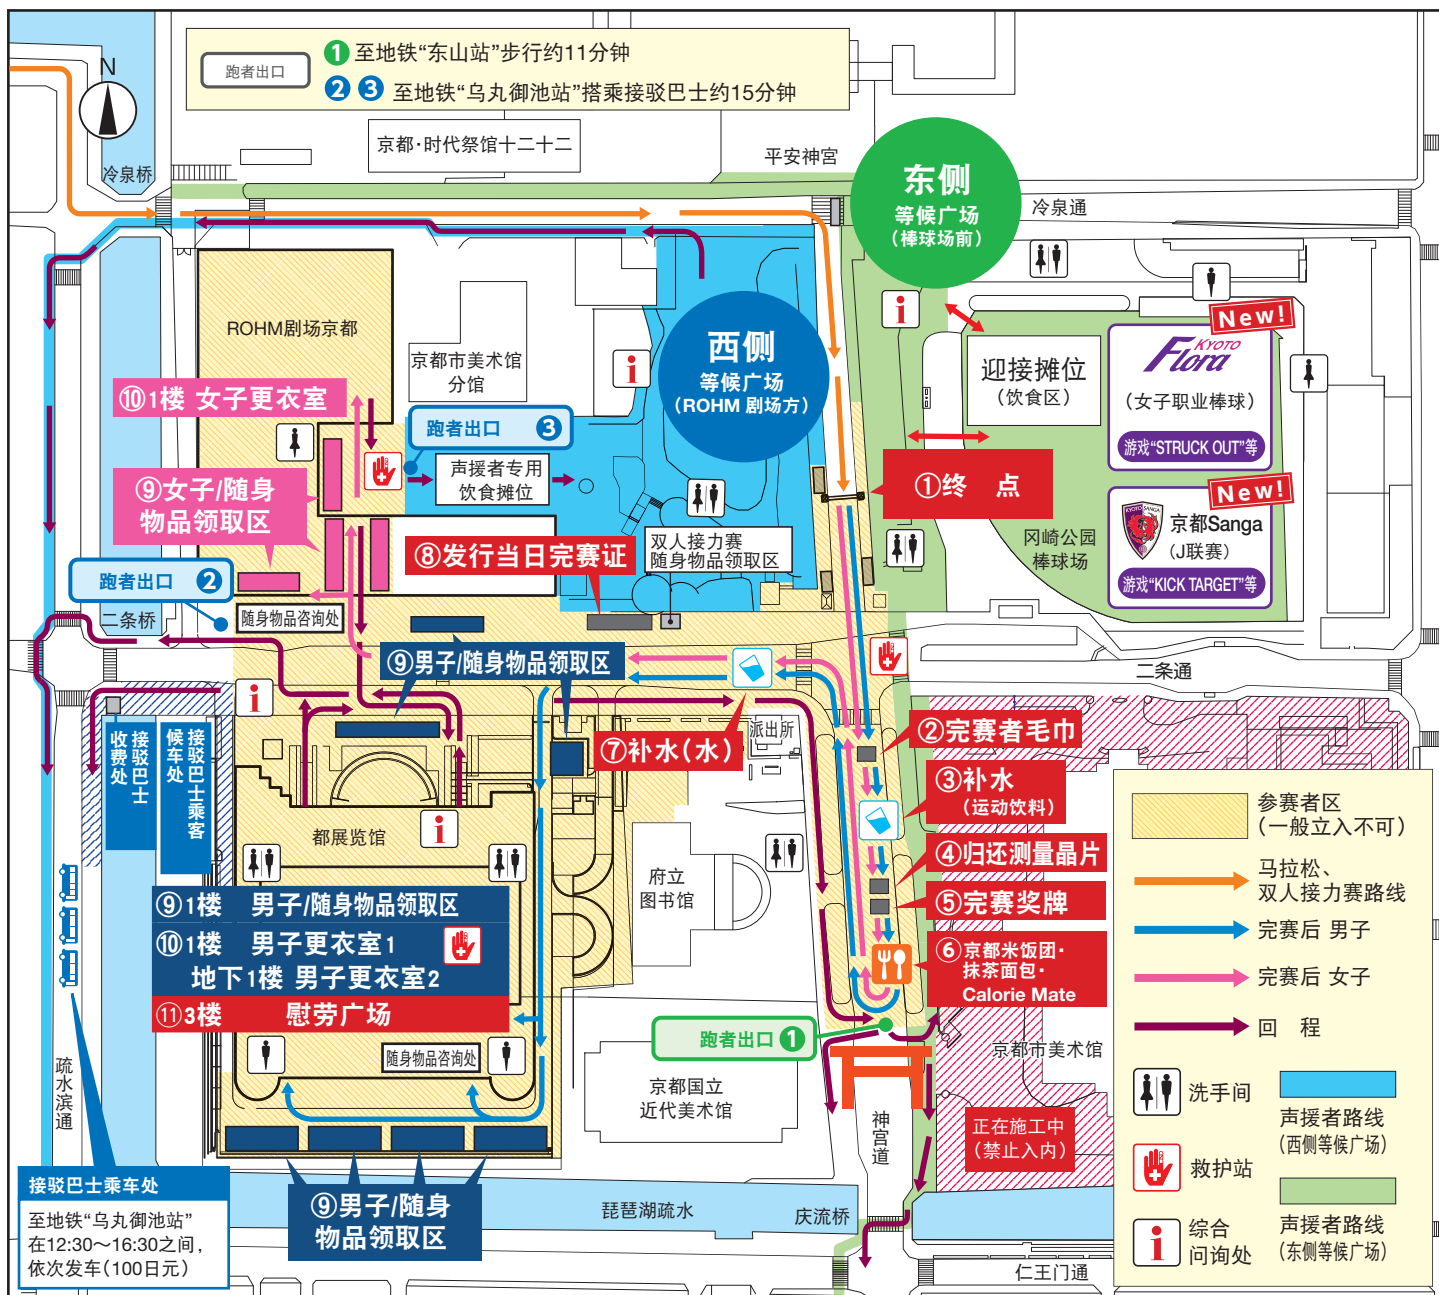 N
跑者出口
❶ 至地铁“东山站”步行约11分钟
❷ ❸ 至地铁“乌丸御池站”搭乘接驳巴士约15分钟
京都·时代祭馆十二十二
平安神宫
冷泉桥
冷泉通
东侧
等候广场
(棒球场前)
ROHM剧场京都
京都市美术馆
分馆
西侧
等候广场
(ROHM 剧场方)
迎接摊位
(饮食区)
New!
KYOTO
Flora
(女子职业棒球)
游戏“STRUCK OUT”等
New!
KYOTO SANGA
京都Sanga
(J联赛)
游戏“KICK TARGET”等
冈崎公园
棒球场
⑩1楼 女子更衣室
跑者出口 ❸
声援者专用
饮食摊位
⑨女子/随身
物品领取区
①终 点
⑧发行当日完赛证
双人接力赛
随身物品领取区
跑者出口 ❷
随身物品咨询处
二条桥
⑨男子/随身物品领取区
二条通
派出所
⑦补水(水)
②完赛者毛巾
③补水
(运动饮料)
④归还测量晶片
⑤完赛奖牌
⑥京都米饭团·
抹茶面包·
Calorie Mate
接驳巴士
收费处
接驳巴士乘客
候车处
都展览馆
府立
图书馆
⑨1楼 男子/随身物品领取区
⑩1楼 男子更衣室1
地下1楼 男子更衣室2
⑪3楼 慰劳广场
随身物品咨询处
跑者出口 ❶
京都国立
近代美术馆
京都市美术馆
正在施工中
(禁止入内)
神宫道
疏水滨通
接驳巴士乘车处
至地铁“乌丸御池站”
在12:30～16:30之间，
依次发车(100日元)
⑨男子/随身
物品领取区
琵琶湖疏水
庆流桥
仁王门通
参赛者区
(一般立入不可)
马拉松、
双人接力赛路线
完赛后 男子
完赛后 女子
回 程
洗手间
救护站
综合
问询处
声援者路线
(西侧等候广场)
声援者路线
(东侧等候广场)